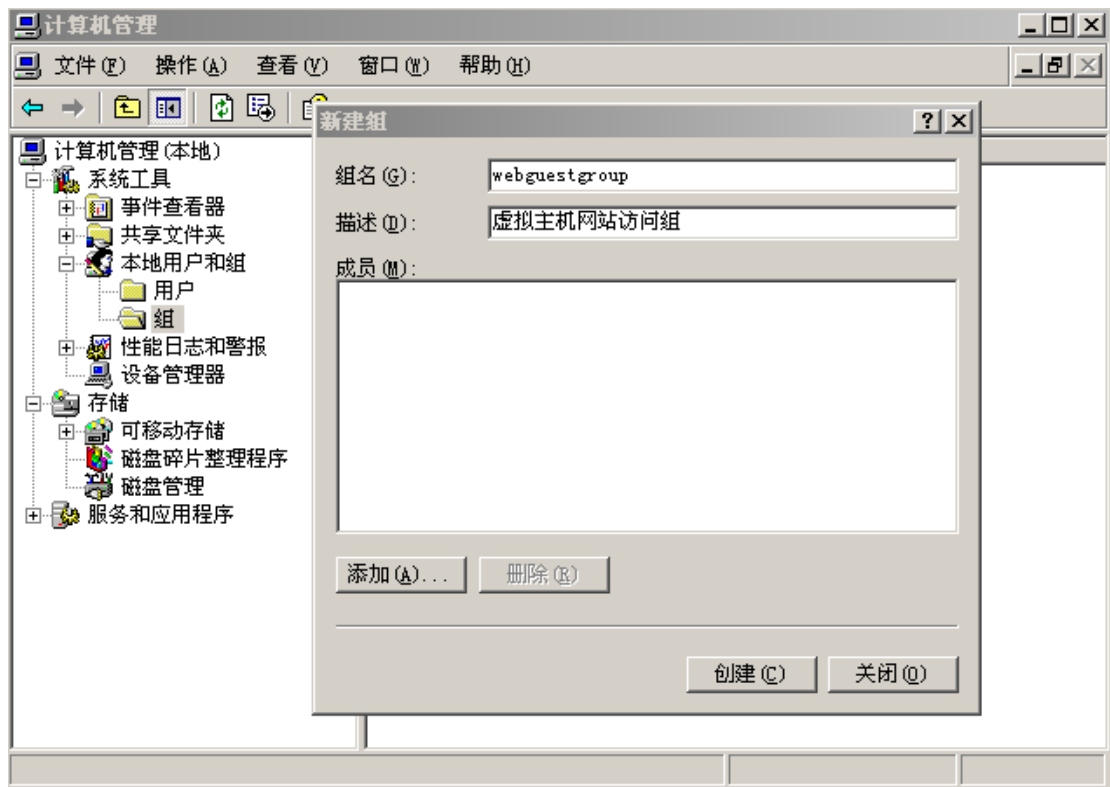 计算机管理
文件(F) 操作(A) 查看(V) 窗口(W) 帮助(H)
新建组
计算机管理(本地)
系统工具
事件查看器
共享文件夹
本地用户和组
用户
组
性能日志和警报
设备管理器
存储
可移动存储
磁盘碎片整理程序
磁盘管理
服务和应用程序
组名(G): webguestgroup
描述(D): 虚拟主机网站访问组
成员(M):
添加(A)... 删除(R)
创建(C) 关闭(O)